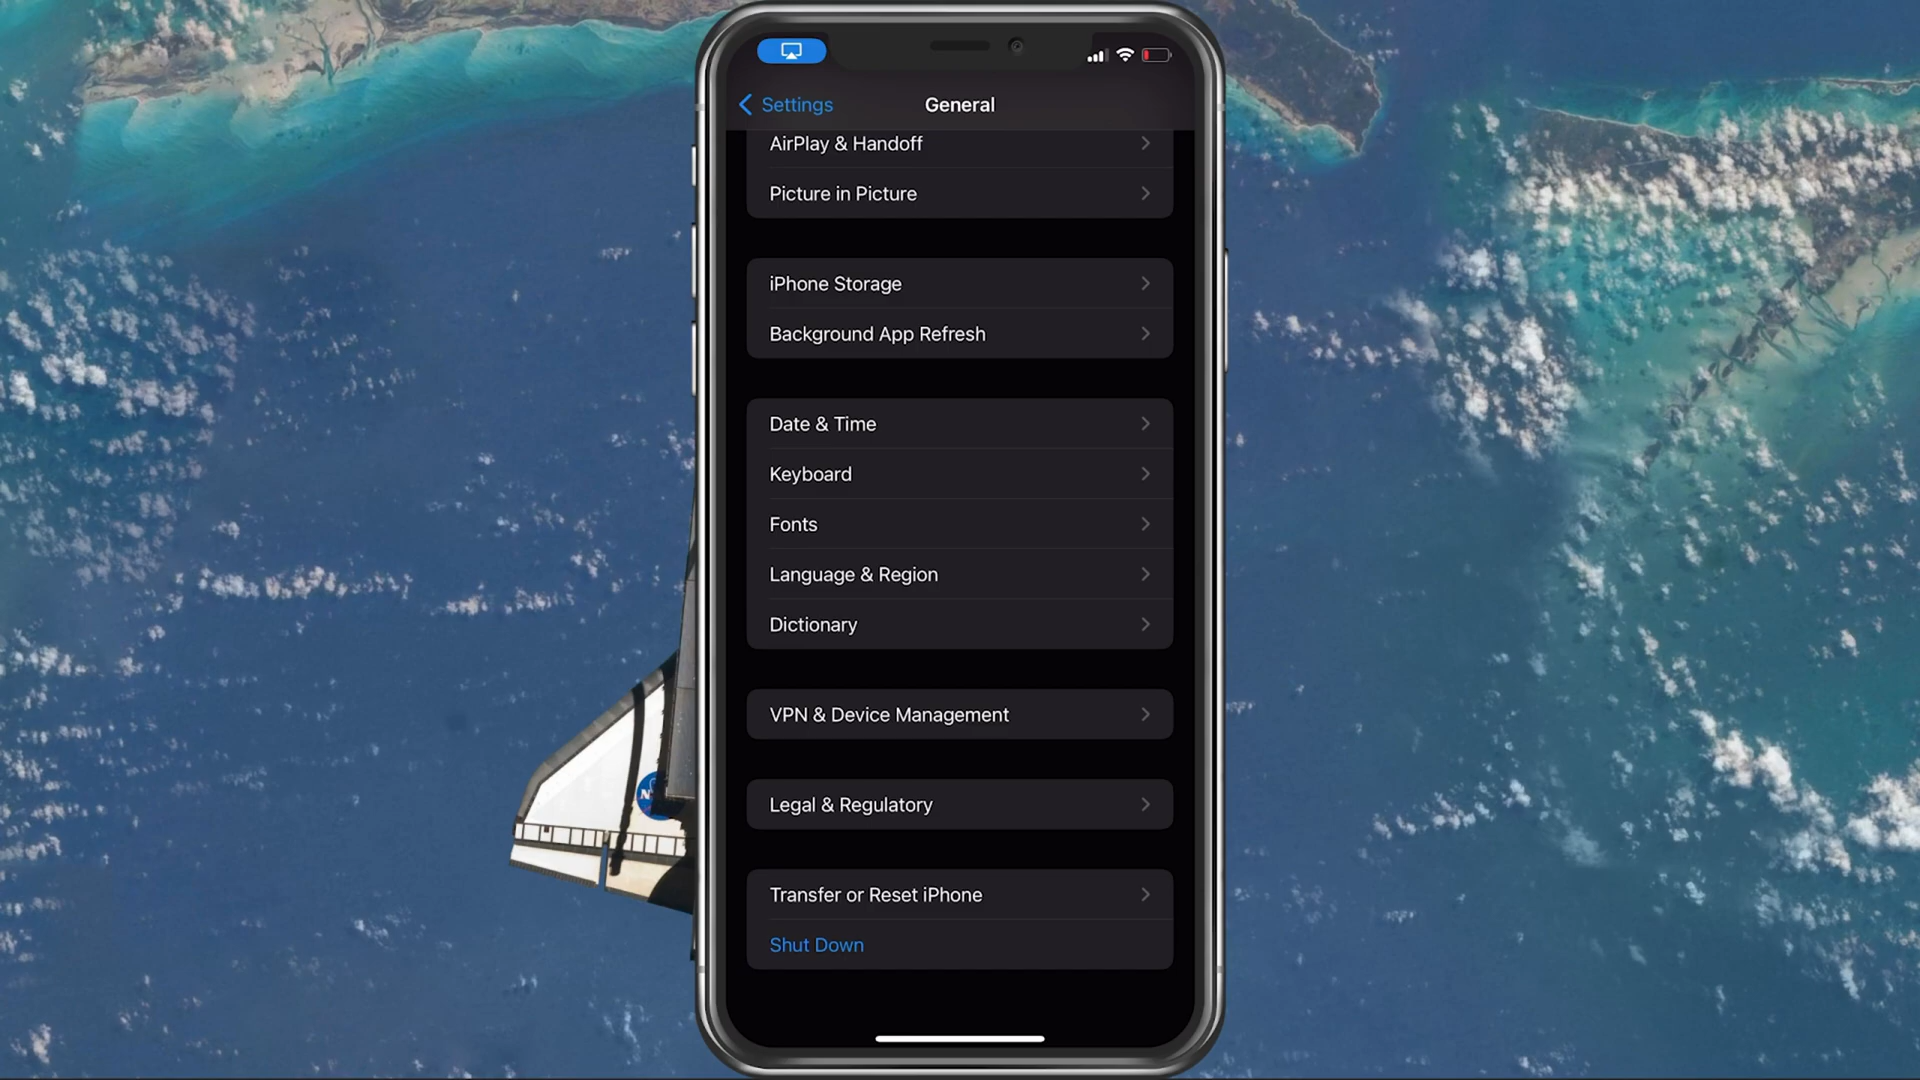 Settings
General
AirPlay & Handoff
Picture in Picture
iPhone Storage
Background App Refresh
Date & Time
Keyboard
Fonts
Language & Region
Dictionary
VPN & Device Management
Legal & Regulatory
Transfer or Reset iPhone
Shut Down